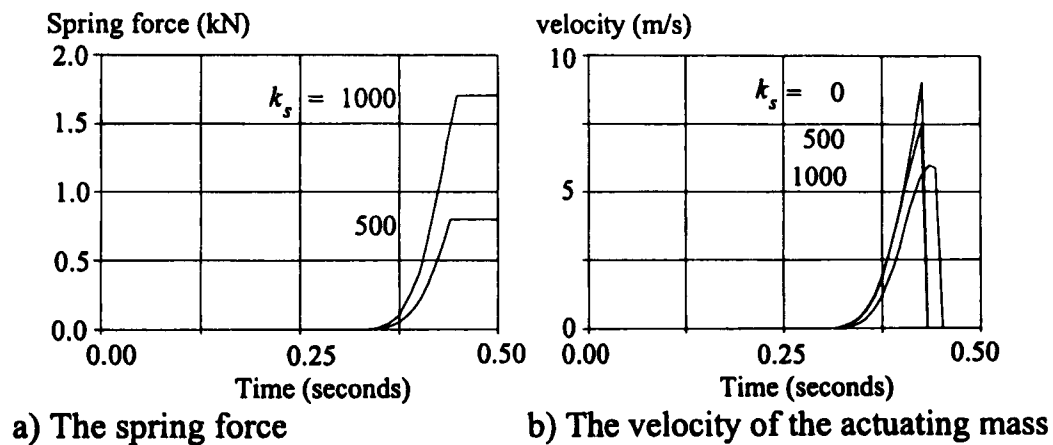 Spring force (kN)
2.0
1.5
1.0
0.5
0.0
k_s = 1000
500
0.00
0.25
0.50
Time (seconds)
a) The spring force
velocity (m/s)
10
5
0
k_s = 0
500
1000
0.00
0.25
0.50
Time (seconds)
b) The velocity of the actuating mass